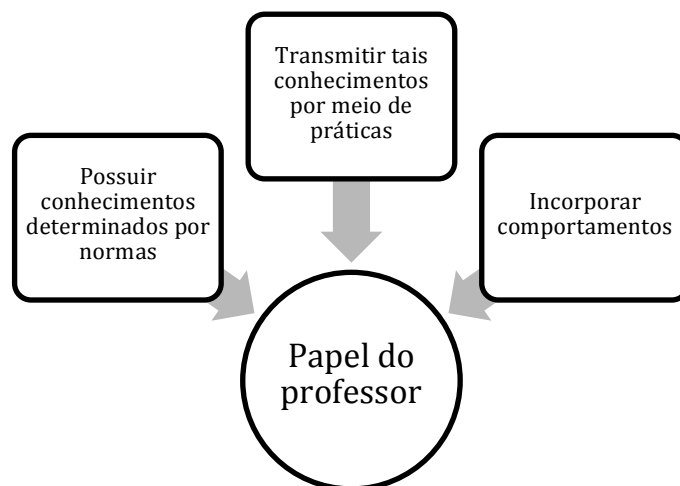 Transmitir tais
conhecimentos
por meio de
práticas
Possuir
conhecimentos
determinados por
normas
Incorporar
comportamentos
Papel do
professor